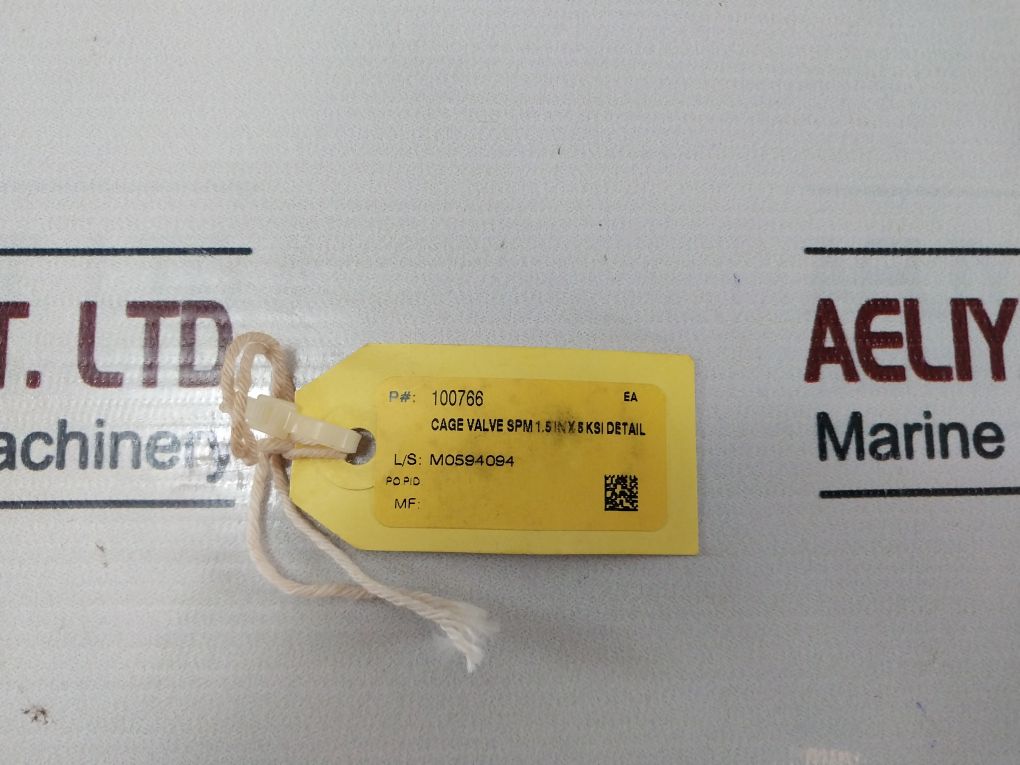 T. LTD
achinery
AELIY
Marine
P#: 100766 EA
CAGE VALVE SPM 1.5 IN X 5 KSI DETAIL
L/S: M0594094
PO PID
MF: